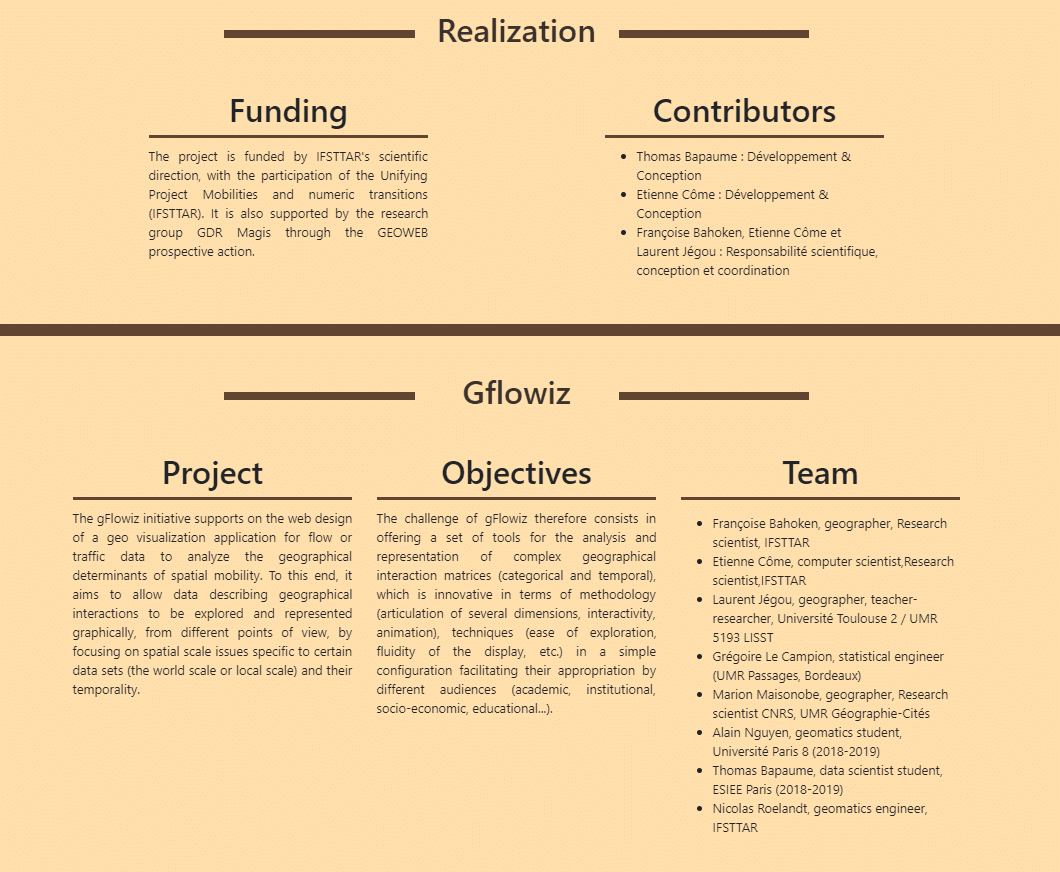 Realization
Funding
The project is funded by IFSTTAR's scientific
direction, with the participation of the Unifying
Project Mobilities and numeric transitions
(IFSTTAR). It is also supported by the research
group GDR Magis through the GEOWEB
prospective action.
Contributors
Thomas Bapaume : Développement &
Conception
Etienne Côme : Développement &
Conception
Françoise Bahoken, Etienne Côme et
Laurent Jégou : Responsabilité scientifique,
conception et coordination
Gflowiz
Project
The gFlowiz initiative supports on the web design
of a geo visualization application for flow or
traffic data to analyze the geographical
determinants of spatial mobility. To this end, it
aims to allow data describing geographical
interactions to be explored and represented
graphically, from different points of view, by
focusing on spatial scale issues specific to certain
data sets (the world scale or local scale) and their
temporality.
Objectives
The challenge of gFlowiz therefore consists in
offering a set of tools for the analysis and
representation of complex geographical
interaction matrices (categorical and temporal),
which is innovative in terms of methodology
(articulation of several dimensions, interactivity,
animation), techniques (ease of exploration,
fluidity of the display, etc.) in a simple
configuration facilitating their appropriation by
different audiences (academic, institutional,
socio-economic, educational...).
Team
Françoise Bahoken, geographer, Research
scientist, IFSTTAR
Etienne Côme, computer scientist,Research
scientist,IFSTTAR
Laurent Jégou, geographer, teacher-
researcher, Université Toulouse 2 / UMR
5193 LISST
Grégoire Le Campion, statistical engineer
(UMR Passages, Bordeaux)
Marion Maisonobe, geographer, Research
scientist CNRS, UMR Géographie-Cités
Alain Nguyen, geomatics student,
Université Paris 8 (2018-2019)
Thomas Bapaume, data scientist student,
ESIEE Paris (2018-2019)
Nicolas Roelandt, geomatics engineer,
IFSTTAR